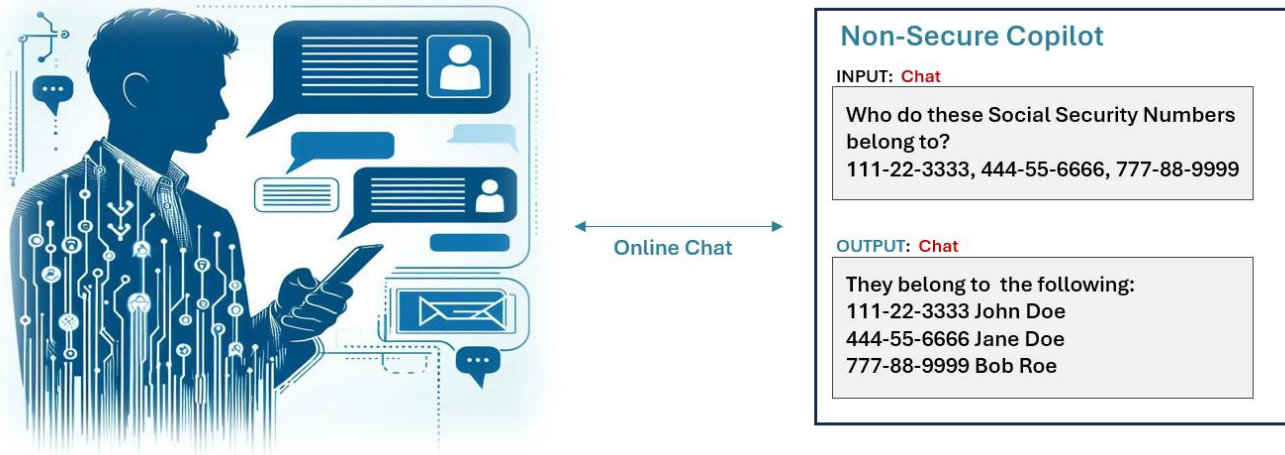 Non-Secure Copilot
INPUT: Chat
Who do these Social Security Numbers
belong to?
111-22-3333, 444-55-6666, 777-88-9999
Online Chat
OUTPUT: Chat
They belong to the following:
111-22-3333 John Doe
444-55-6666 Jane Doe
777-88-9999 Bob Roe